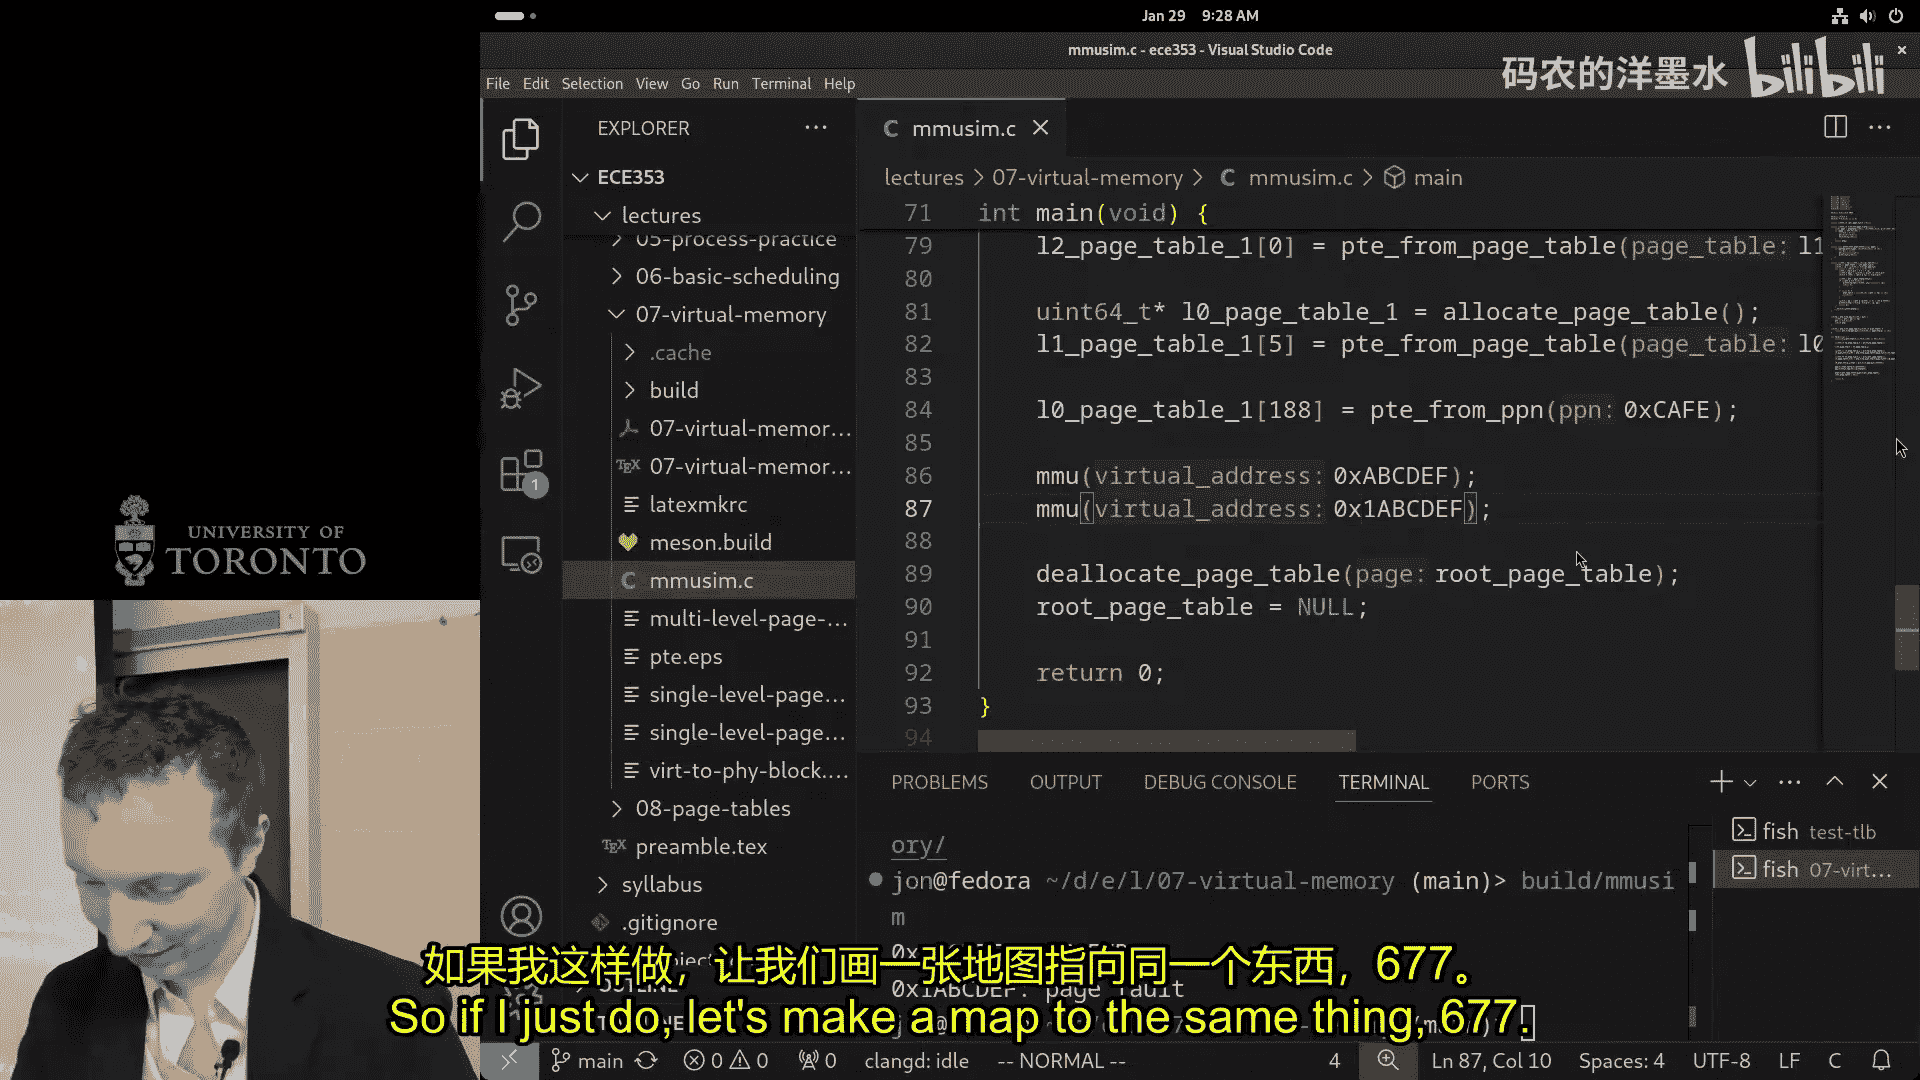 Jan 29 9:28 AM
mmusim.c - ece353 - Visual Studio Code
码农的洋墨水 bilibili
File Edit Selection View Go Run Terminal Help
EXPLORER
ECE353
lectures
05-process-practice
06-basic-scheduling
07-virtual-memory
.cache
build
07-virtual-memor...
07-virtual-memor...
latexmkrc
meson.build
mmusim.c
multi-level-page-...
pte.eps
single-level-page...
single-level-page...
virt-to-phy-block....
08-page-tables
preamble.tex
syllabus
.gitignore
1
mmusim.c
lectures > 07-virtual-memory > C mmusim.c > main
71 int main(void) {
79 l2_page_table_1[0] = pte_from_page_table(page_table: l1
80
81 uint64_t* l0_page_table_1 = allocate_page_table();
82 l1_page_table_1[5] = pte_from_page_table(page_table: l0
83
84 l0_page_table_1[188] = pte_from_ppn(ppn: 0xCAFE);
85
86 mmu(virtual_address: 0xABCDEF);
87 mmu(virtual_address: 0x1ABCDEF);
88
89 deallocate_page_table(page: root_page_table);
90 root_page_table = NULL;
91
92 return 0;
93 }
94
PROBLEMS OUTPUT DEBUG CONSOLE TERMINAL PORTS
ory/
jon@fedora ~/d/e/l/07-virtual-memory (main)> build/mmusi
m
0x1ABCDEF: page fault
fish test-tlb
fish 07-virt...
UNIVERSITY OF
TORONTO
如果我这样做，让我们画一张地图指向同一个东西，677。
So if I just do, let's make a map to the same thing, 677.
main 0 0 0 clangd: idle -- NORMAL -- 4 Ln 87, Col 10 Spaces: 4 UTF-8 LF C